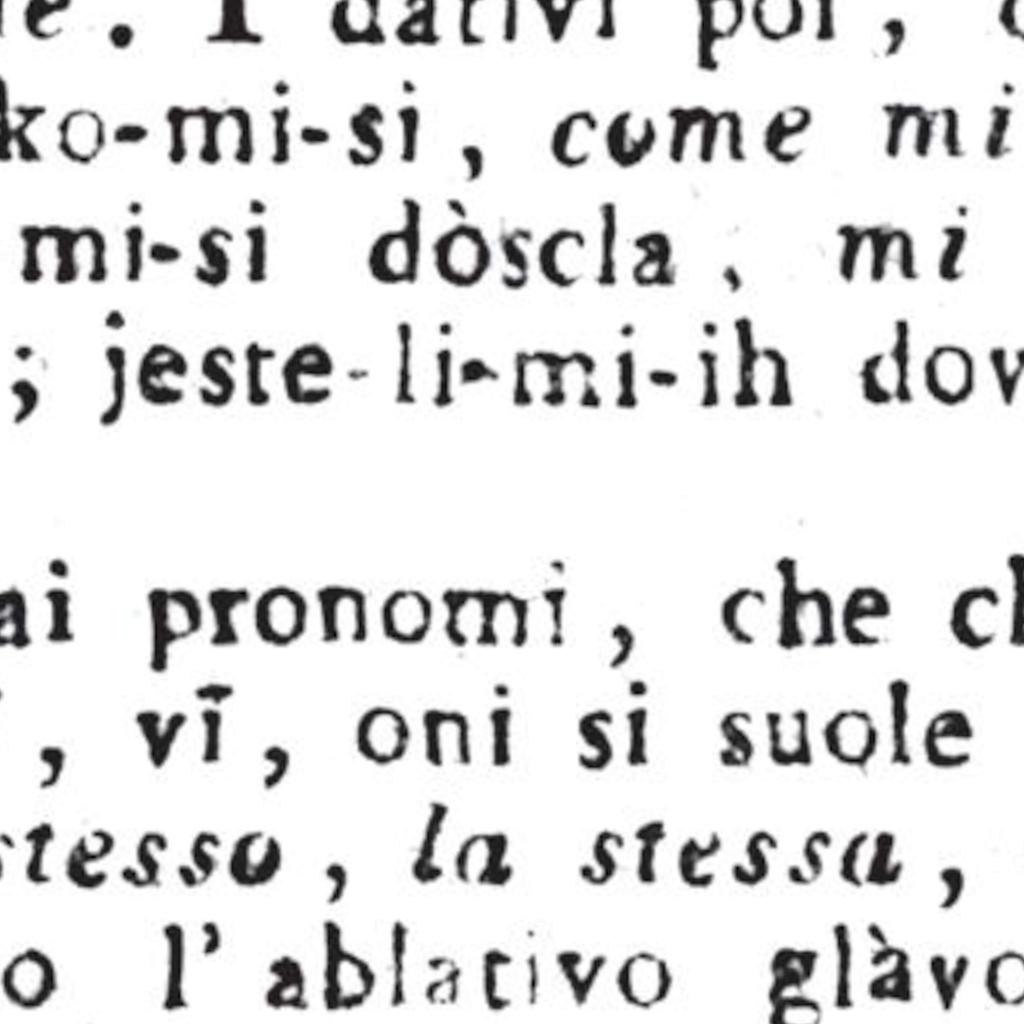 e. I dativi poi,
ko-mi-si, come mi
mi-si dòscla, mi
; jeste-li-mi-ih dov
ai pronomi, che c
, vī, oni si suole
stesso, la stessa,
o l'ablativo glàvo